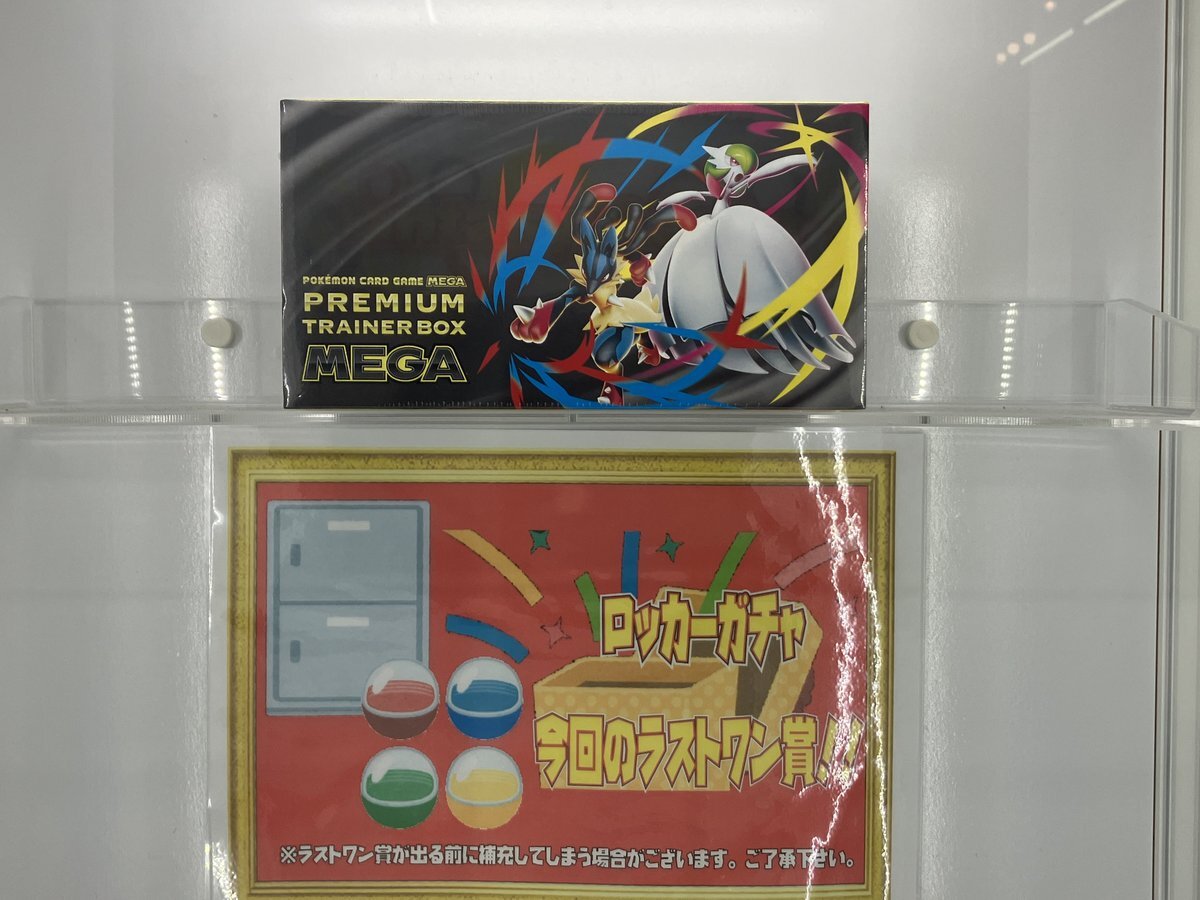 POKÉMON CARD GAME MEGA
PREMIUM
TRAINER BOX
MEGA
ロッカーガチャ
今回のラストワン賞!!
※ラストワン賞が出る前に補充してしまう場合がございます。ご了承下さい。